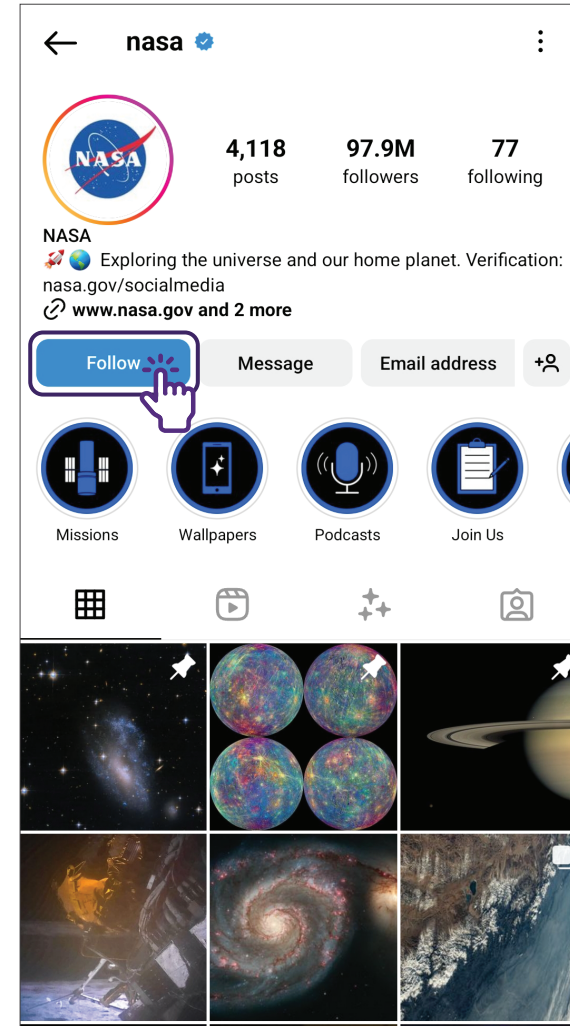 nasa
NASA
4,118 97.9M 77
posts followers following
NASA
🚀 🌎 Exploring the universe and our home planet. Verification:
nasa.gov/socialmedia
www.nasa.gov and 2 more
Follow Message Email address
Missions Wallpapers Podcasts Join Us